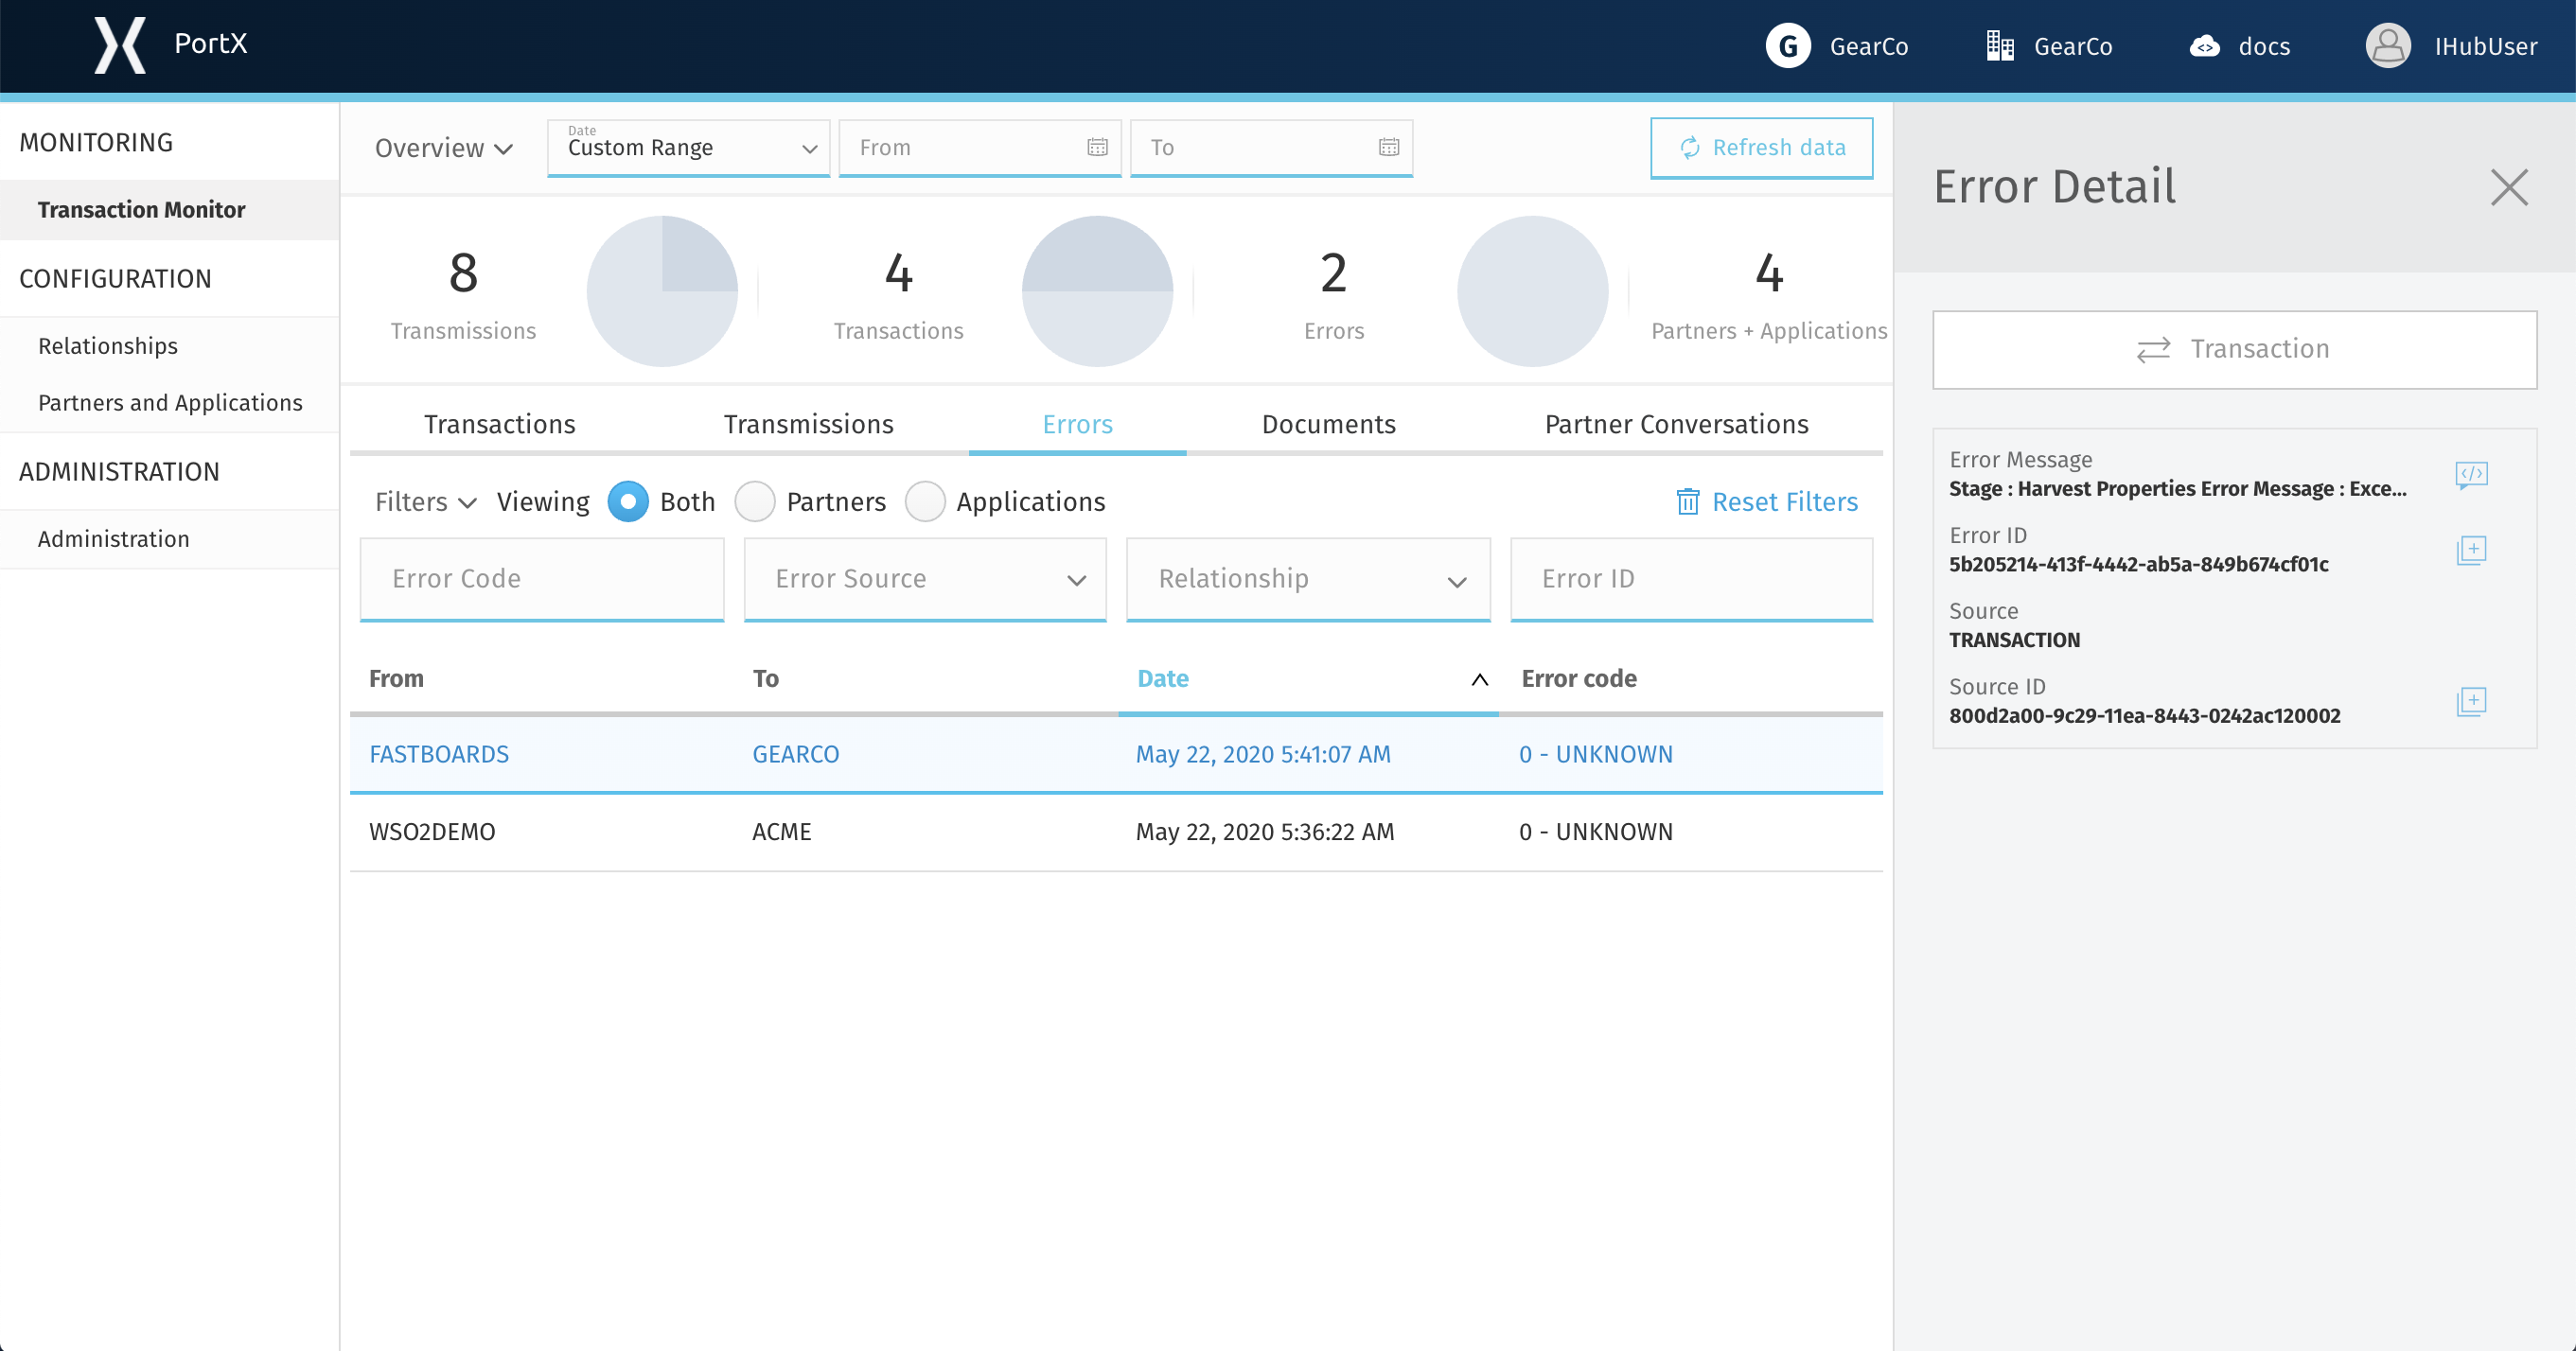 PortX
G GearCo
GearCo
docs
IHubUser
MONITORING
Transaction Monitor
CONFIGURATION
Relationships
Partners and Applications
ADMINISTRATION
Administration
Overview
Date
Custom Range
From
To
Refresh data
8
Transmissions
4
Transactions
2
Errors
4
Partners + Applications
Transactions Transmissions Errors Documents Partner Conversations
Filters Viewing Both Partners Applications Reset Filters
Error Code Error Source Relationship Error ID
From To Date Error code
FASTBOARDS GEARCO May 22, 2020 5:41:07 AM 0 - UNKNOWN
WSO2DEMO ACME May 22, 2020 5:36:22 AM 0 - UNKNOWN
Error Detail
Transaction
Error Message
Stage : Harvest Properties Error Message : Exce...
Error ID
5b205214-413f-4442-ab5a-849b674cf01c
Source
TRANSACTION
Source ID
800d2a00-9c29-11ea-8443-0242ac120002